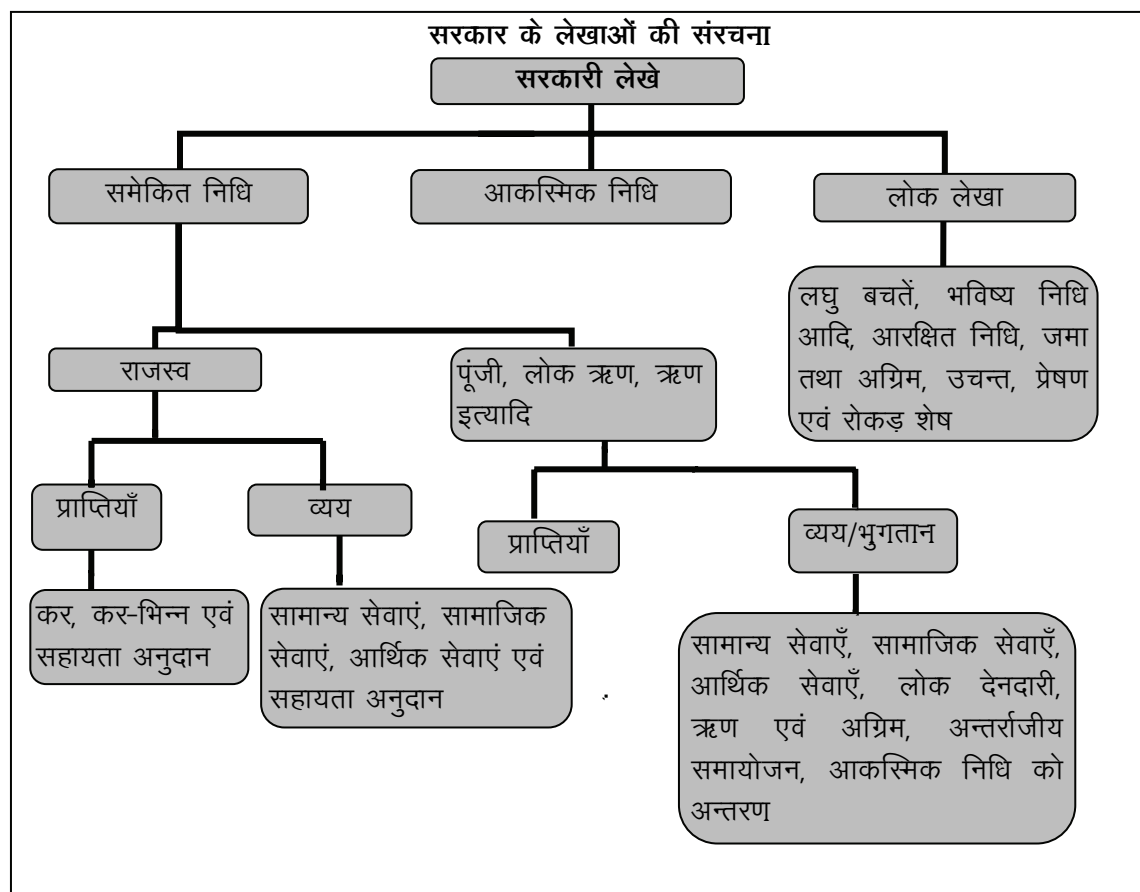 सरकार के लेखाओं की संरचना
सरकारी लेखे
समेकित निधि
आकस्मिक निधि
लोक लेखा
लघु बचतें, भविष्य निधि
आदि, आरक्षित निधि, जमा
तथा अग्रिम, उचन्त, प्रेषण
एवं रोकड़ शेष
राजस्व
पूंजी, लोक ऋण, ऋण
इत्यादि
प्राप्तियाँ
व्यय
प्राप्तियाँ
व्यय/भुगतान
कर, कर-भिन्न एवं
सहायता अनुदान
सामान्य सेवाएं, सामाजिक
सेवाएं, आर्थिक सेवाएं एवं
सहायता अनुदान
सामान्य सेवाएँ, सामाजिक सेवाएँ,
आर्थिक सेवाएँ, लोक देनदारी,
ऋण एवं अग्रिम, अन्तर्राजीय
समायोजन, आकस्मिक निधि को
अन्तरण